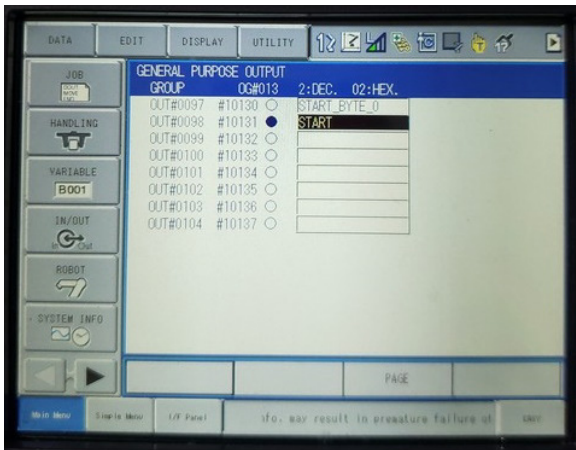 DATA EDIT DISPLAY UTILITY
JOB
GENERAL PURPOSE OUTPUT
GROUP OG#013 2:DEC. 02:HEX.
OUT#0097 #10130 START_BYTE_0
OUT#0098 #10131 START
OUT#0099 #10132
OUT#0100 #10133
OUT#0101 #10134
OUT#0102 #10135
OUT#0103 #10136
OUT#0104 #10137
HANDLING
VARIABLE
B001
IN/OUT
In Out
ROBOT
SYSTEM INFO
PAGE
Main Menu Simple Menu I/F Panel nfo. may result in premature failure of